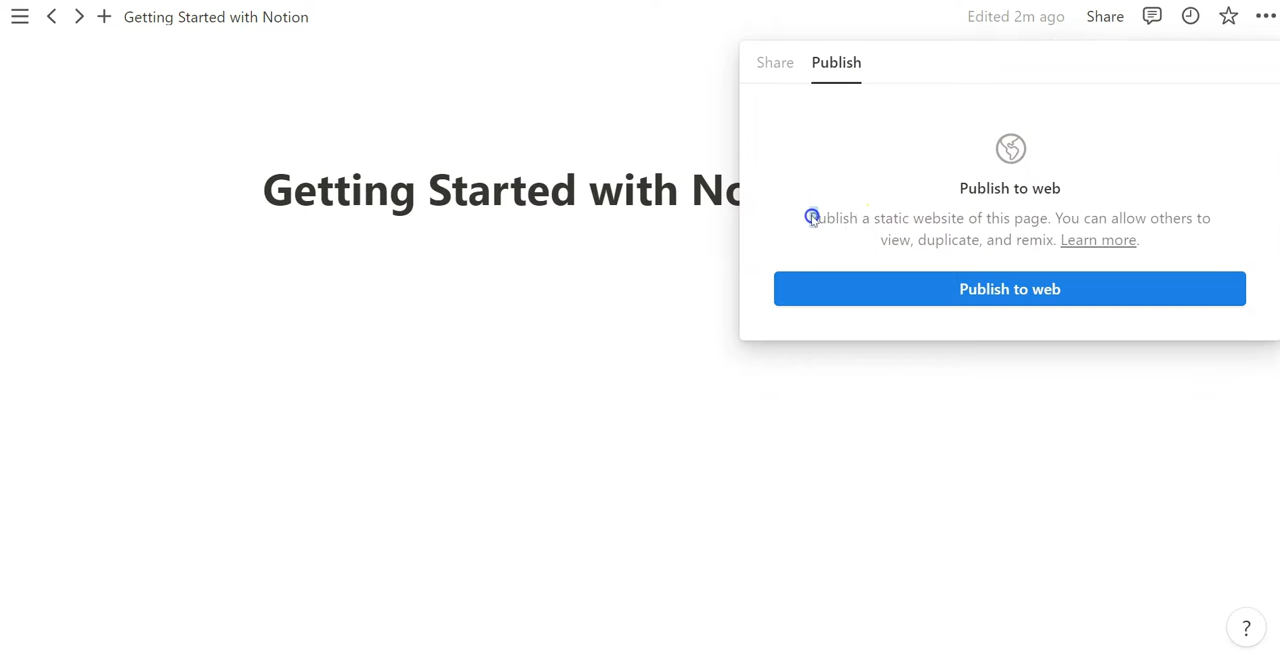 Getting Started with Notion
Edited 2m ago
Share
Share
Publish
Getting Started with No
Publish to web
Publish a static website of this page. You can allow others to
view, duplicate, and remix. Learn more.
Publish to web
?